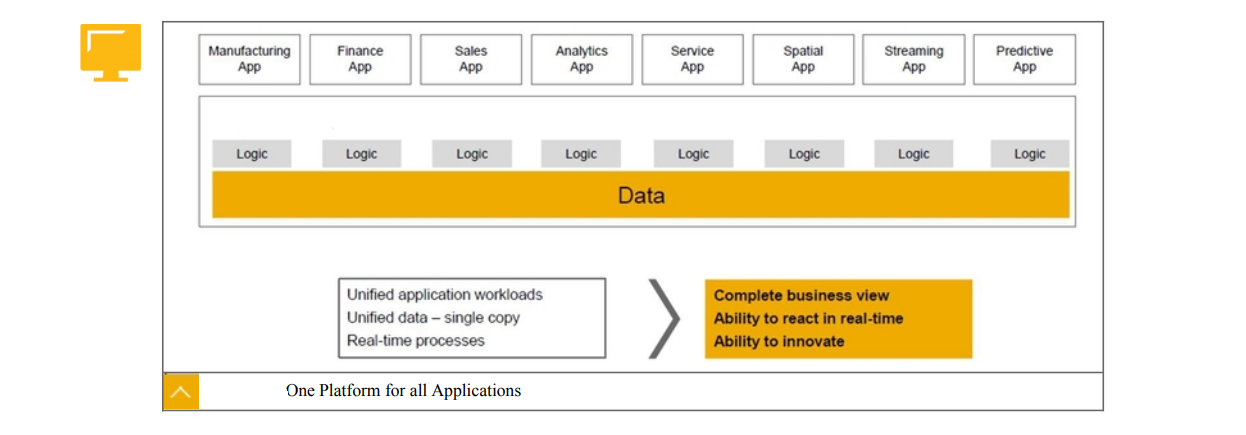 Manufacturing
App
Finance
App
Sales
App
Analytics
App
Service
App
Spatial
App
Streaming
App
Predictive
App
Logic
Logic
Logic
Logic
Logic
Logic
Logic
Logic
Data
Unified application workloads
Unified data – single copy
Real-time processes
Complete business view
Ability to react in real-time
Ability to innovate
One Platform for all Applications